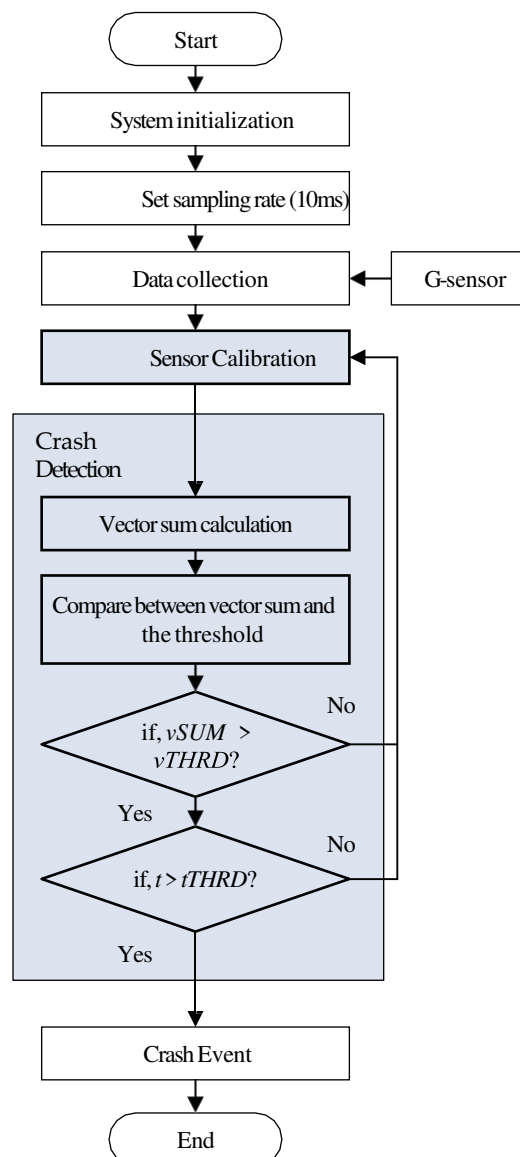 Start
System initialization
Set sampling rate (10ms)
Data collection
G-sensor
Sensor Calibration
Crash
Detection
Vector sum calculation
Compare between vector sum and
the threshold
if, vSUM >
vTHRD?
No
Yes
if, t > tTHRD?
No
Yes
Crash Event
End